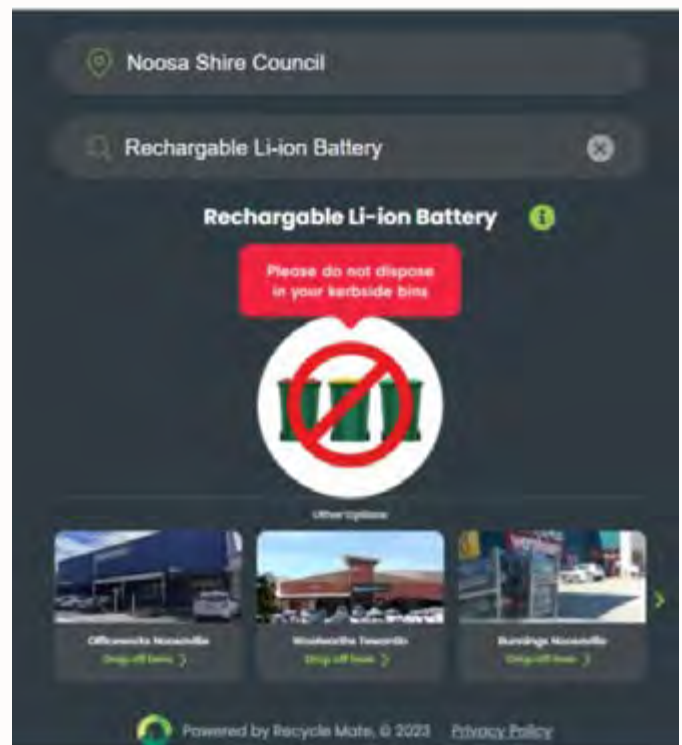 Noosa Shire Council
Rechargable Li-ion Battery
Rechargable Li-ion Battery
Please do not dispose
in your kerbside bins
Other Options
Officeworks Noosaville
Woolworths Tewantin
Bunnings Noosaville
Drop off here
Drop off here
Drop off here
Powered by Recycle Mate, © 2023 Privacy Policy